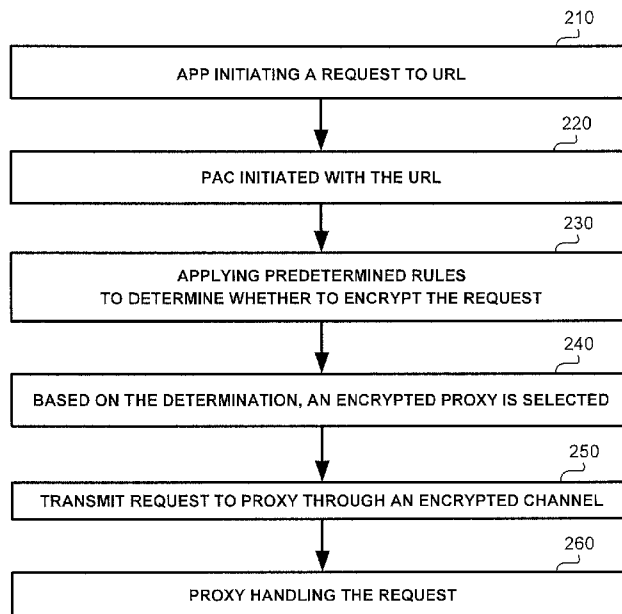 210
APP INITIATING A REQUEST TO URL
220
PAC INITIATED WITH THE URL
230
APPLYING PREDETERMINED RULES
TO DETERMINE WHETHER TO ENCRYPT THE REQUEST
240
BASED ON THE DETERMINATION, AN ENCRYPTED PROXY IS SELECTED
250
TRANSMIT REQUEST TO PROXY THROUGH AN ENCRYPTED CHANNEL
260
PROXY HANDLING THE REQUEST